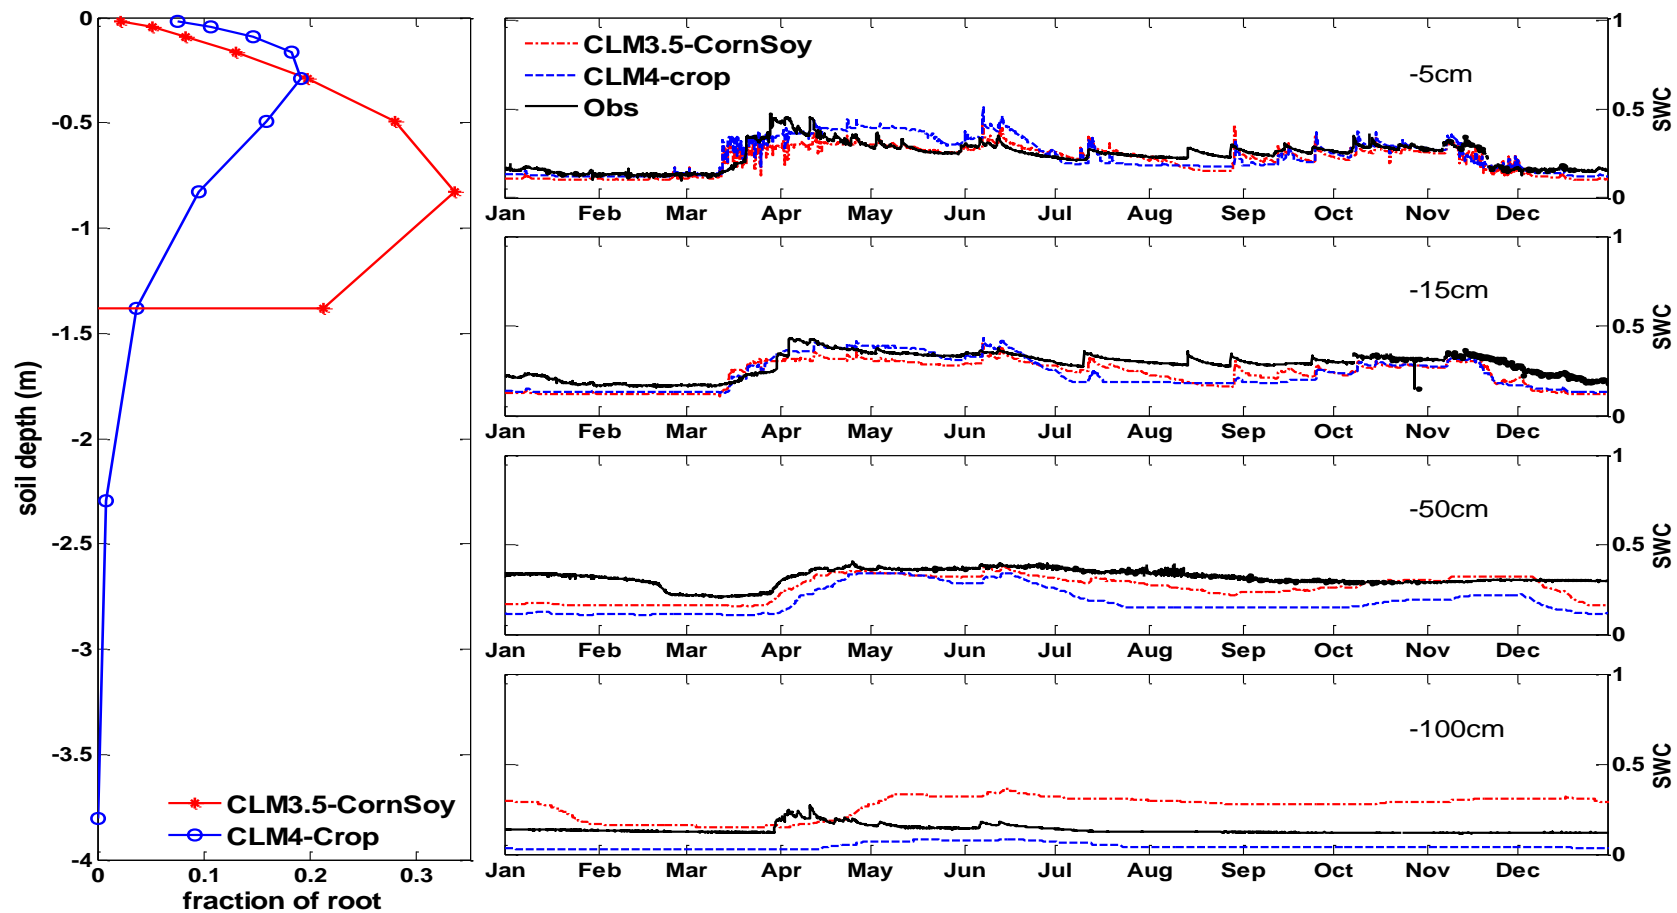 0
-0.5
-1
-1.5
-2
-2.5
-3
-3.5
-4
soil depth (m)
0 0.1 0.2 0.3
fraction of root
CLM3.5-CornSoy
CLM4-Crop
CLM3.5-CornSoy
CLM4-crop
Obs
-5cm
1
0.5
0
SWC
Jan Feb Mar Apr May Jun Jul Aug Sep Oct Nov Dec
-15cm
1
0.5
0
SWC
Jan Feb Mar Apr May Jun Jul Aug Sep Oct Nov Dec
-50cm
1
0.5
0
SWC
Jan Feb Mar Apr May Jun Jul Aug Sep Oct Nov Dec
-100cm
1
0.5
0
SWC
Jan Feb Mar Apr May Jun Jul Aug Sep Oct Nov Dec